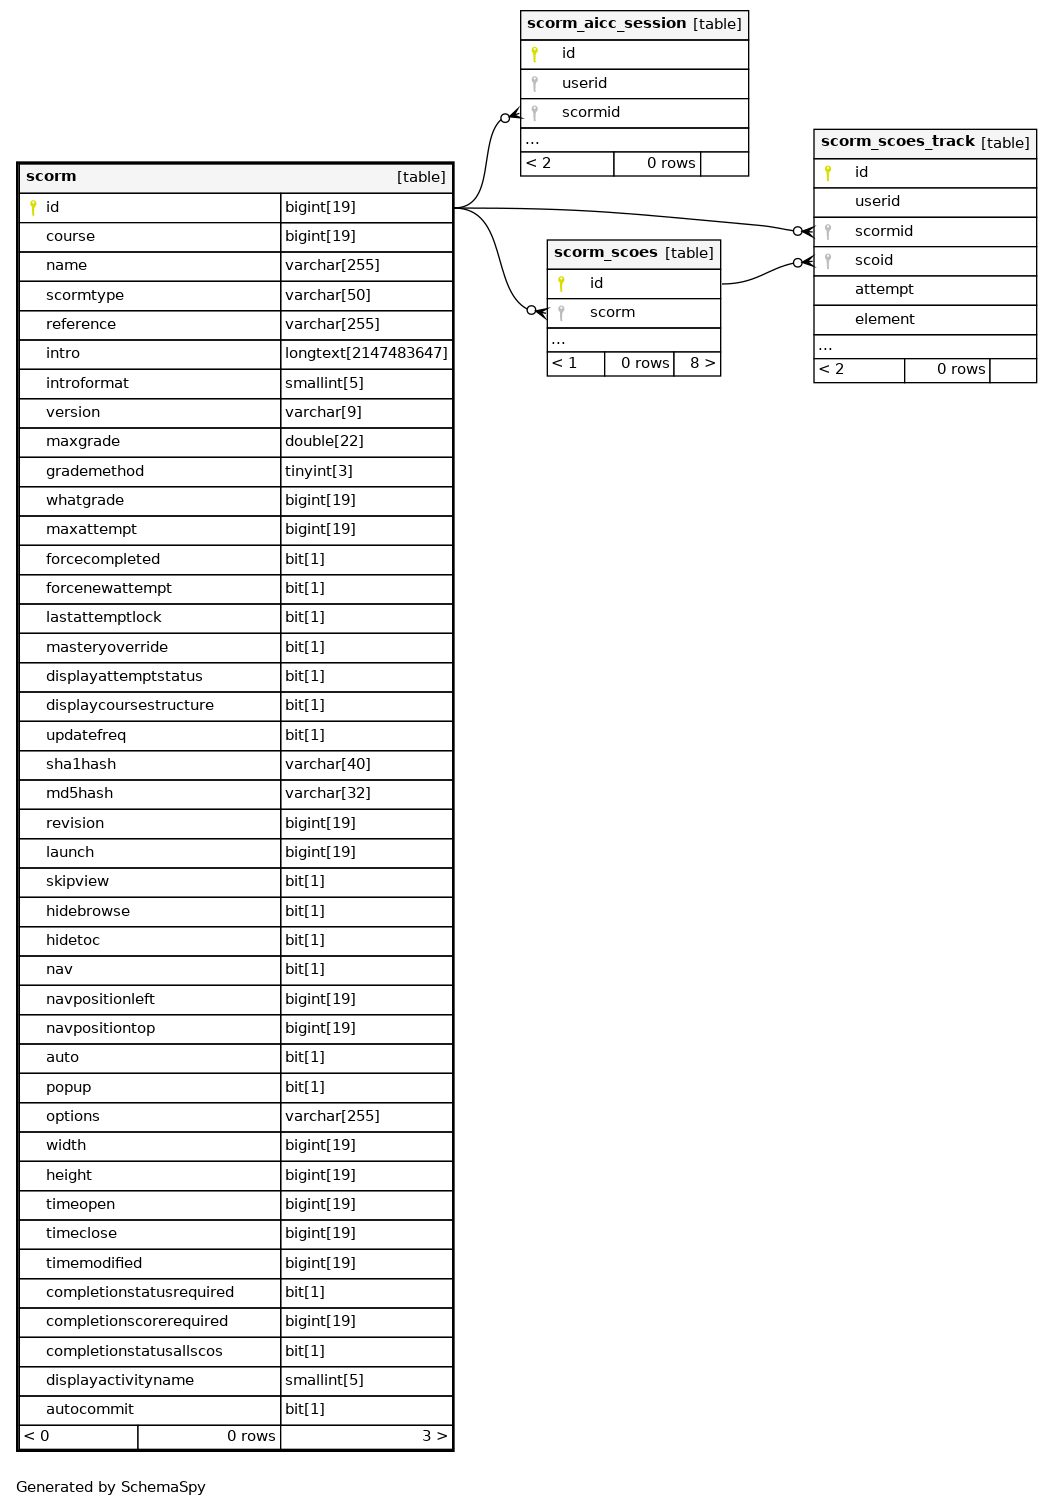 scorm_aicc_session [table]
id
userid
scormid
...
< 2 0 rows
scorm_scoes_track [table]
id
userid
scormid
scoid
attempt
element
...
< 2 0 rows
scorm_scoes [table]
id
scorm
...
< 1 0 rows 8 >
scorm [table]
id bigint[19]
course bigint[19]
name varchar[255]
scormtype varchar[50]
reference varchar[255]
intro longtext[2147483647]
introformat smallint[5]
version varchar[9]
maxgrade double[22]
grademethod tinyint[3]
whatgrade bigint[19]
maxattempt bigint[19]
forcecompleted bit[1]
forcenewattempt bit[1]
lastattemptlock bit[1]
masteryoverride bit[1]
displayattemptstatus bit[1]
displaycoursestructure bit[1]
updatefreq bit[1]
sha1hash varchar[40]
md5hash varchar[32]
revision bigint[19]
launch bigint[19]
skipview bit[1]
hidebrowse bit[1]
hidetoc bit[1]
nav bit[1]
navpositionleft bigint[19]
navpositiontop bigint[19]
auto bit[1]
popup bit[1]
options varchar[255]
width bigint[19]
height bigint[19]
timeopen bigint[19]
timeclose bigint[19]
timemodified bigint[19]
completionstatusrequired bit[1]
completionscorerequired bigint[19]
completionstatusallscos bit[1]
displayactivityname smallint[5]
autocommit bit[1]
< 0 0 rows 3 >
Generated by SchemaSpy